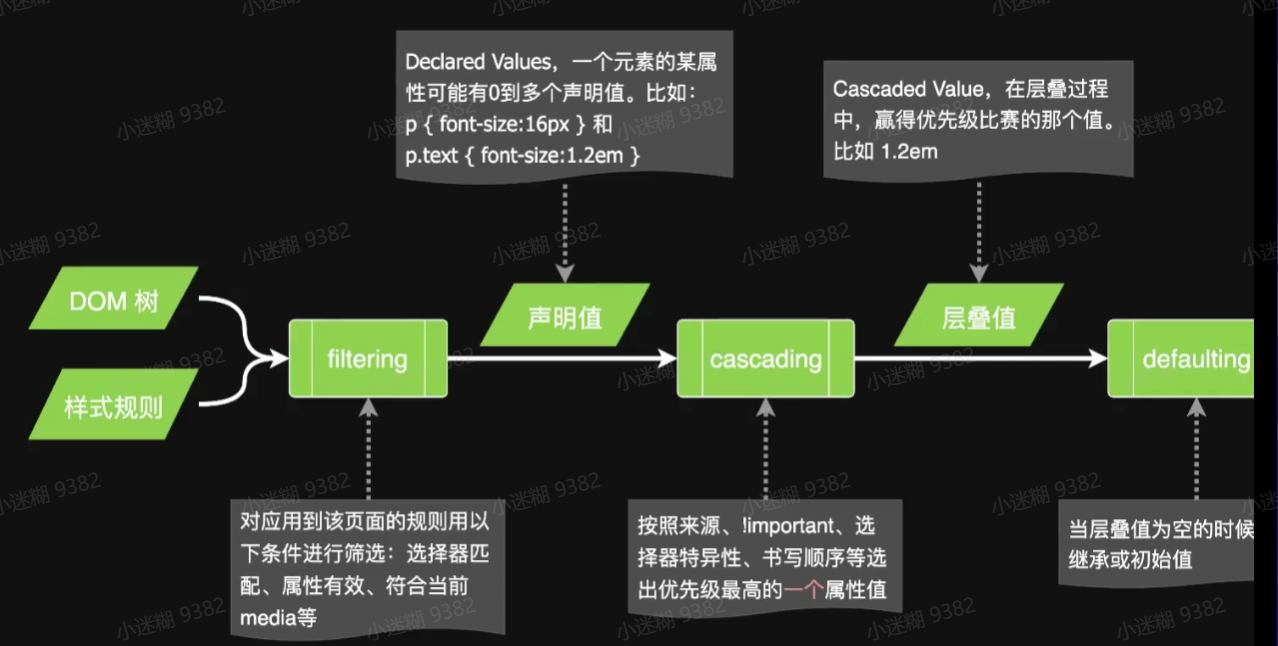 Declared Values，一个元素的某属
性可能有0到多个声明值。比如：
p { font-size:16px } 和
p.text { font-size:1.2em }
Cascaded Value，在层叠过程
中，赢得优先级比赛的那个值。
比如 1.2em
DOM 树
样式规则
filtering
声明值
cascading
层叠值
defaulting
对应用到该页面的规则用以
下条件进行筛选：选择器匹
配、属性有效、符合当前
media等
按照来源、!important、选
择器特异性、书写顺序等选
出优先级最高的一个属性值
当层叠值为空的时候
继承或初始值
小迷糊 9382